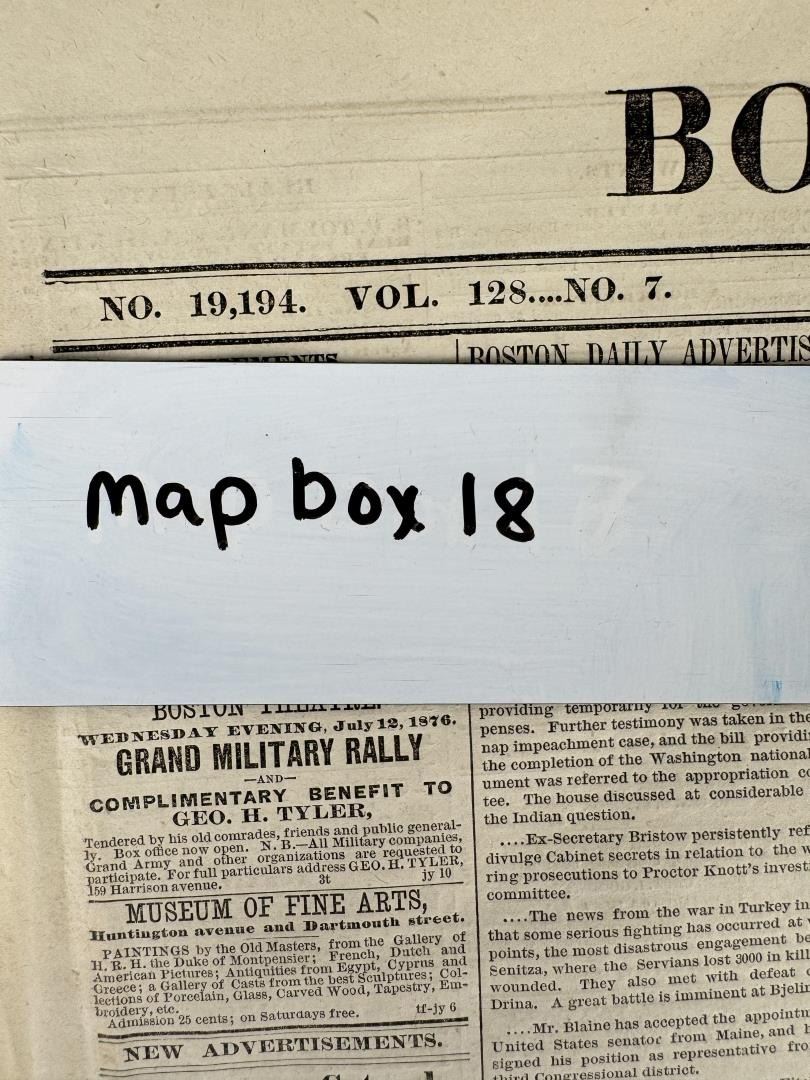 BO
NO. 19,194. VOL. 128....NO. 7.
BOSTON DAILY ADVERTIS
map box 18
BOSTON THEATRE.
WEDNESDAY EVENING, July 12, 1876.
GRAND MILITARY RALLY
—AND—
COMPLIMENTARY BENEFIT TO
GEO. H. TYLER,
Tendered by his old comrades, friends and public general-
ly. Box office now open. N. B.—All Military companies,
Grand Army and other organizations are requested to
participate. For full particulars address GEO. H. TYLER,
159 Harrison avenue. 3t jy 10
MUSEUM OF FINE ARTS,
Huntington avenue and Dartmouth street.
PAINTINGS by the Old Masters, from the Gallery of
H. R. H. the Duke of Montpensier; French, Dutch and
American Pictures; Antiquities from Egypt, Cyprus and
Greece; a Gallery of Casts from the best Sculptures; Col-
lections of Porcelain, Glass, Carved Wood, Tapestry, Em-
broidery, etc.
Admission 25 cents; on Saturdays free. tf-jy 6
NEW ADVERTISEMENTS.
providing temporarily for the
penses. Further testimony was taken in the
nap impeachment case, and the bill providi
the completion of the Washington national
ument was referred to the appropriation co
tee. The house discussed at considerable
the Indian question.
....Ex-Secretary Bristow persistently ref
divulge Cabinet secrets in relation to the w
ring prosecutions to Proctor Knott's invest
committee.
....The news from the war in Turkey in
that some serious fighting has occurred at
points, the most disastrous engagement be
Senitza, where the Servians lost 3000 in kill
wounded. They also met with defeat
Drina. A great battle is imminent at Bjelin
....Mr. Blaine has accepted the appointm
United States senator from Maine, and h
signed his position as representative fro
third Congressional district.